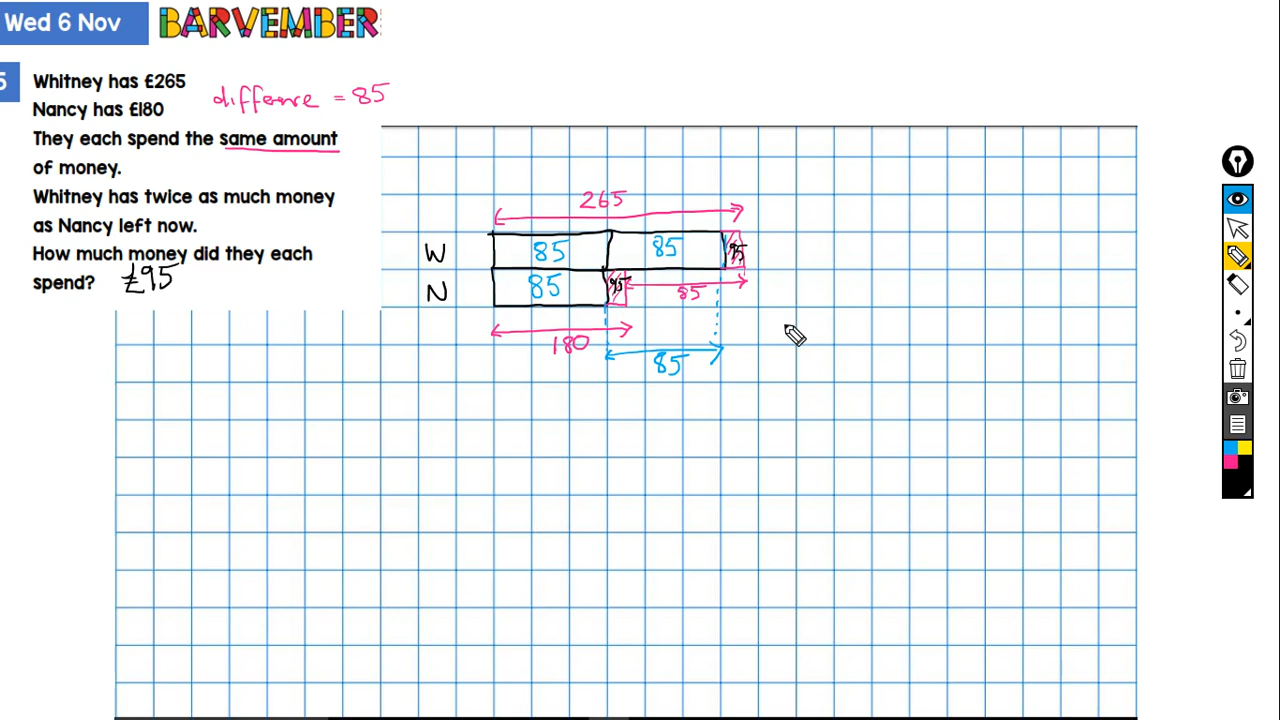 Wed 6 Nov
BARVEMBER
5
Whitney has £265
Nancy has £180
difference = 85
They each spend the same amount
of money.
Whitney has twice as much money
as Nancy left now.
How much money did they each
spend? £95
265
W 85 85 95
N 85 95 85
180
85